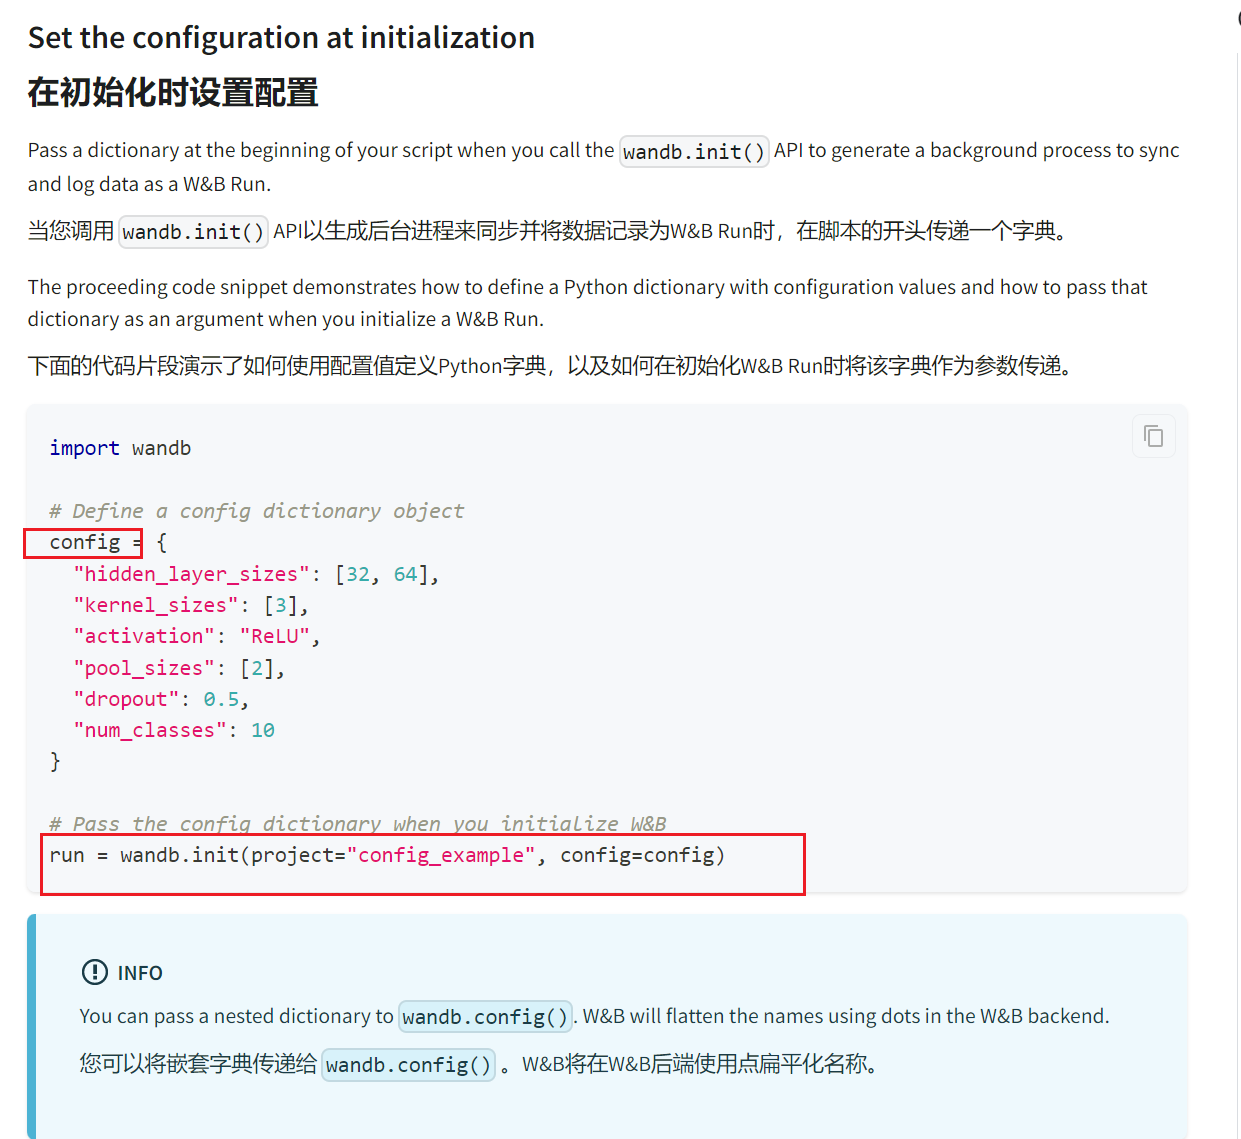 Set the configuration at initialization
在初始化时设置配置
Pass a dictionary at the beginning of your script when you call the wandb.init() API to generate a background process to sync
and log data as a W&B Run.
当您调用 wandb.init() API以生成后台进程来同步并将数据记录为W&B Run时，在脚本的开头传递一个字典。
The proceeding code snippet demonstrates how to define a Python dictionary with configuration values and how to pass that
dictionary as an argument when you initialize a W&B Run.
下面的代码片段演示了如何使用配置值定义Python字典，以及如何在初始化W&B Run时将该字典作为参数传递。
import wandb
# Define a config dictionary object
config = {
"hidden_layer_sizes": [32, 64],
"kernel_sizes": [3],
"activation": "ReLU",
"pool_sizes": [2],
"dropout": 0.5,
"num_classes": 10
}
# Pass the config dictionary when you initialize W&B
run = wandb.init(project="config_example", config=config)
INFO
You can pass a nested dictionary to wandb.config(). W&B will flatten the names using dots in the W&B backend.
您可以将嵌套字典传递给 wandb.config() 。W&B将在W&B后端使用点扁平化名称。